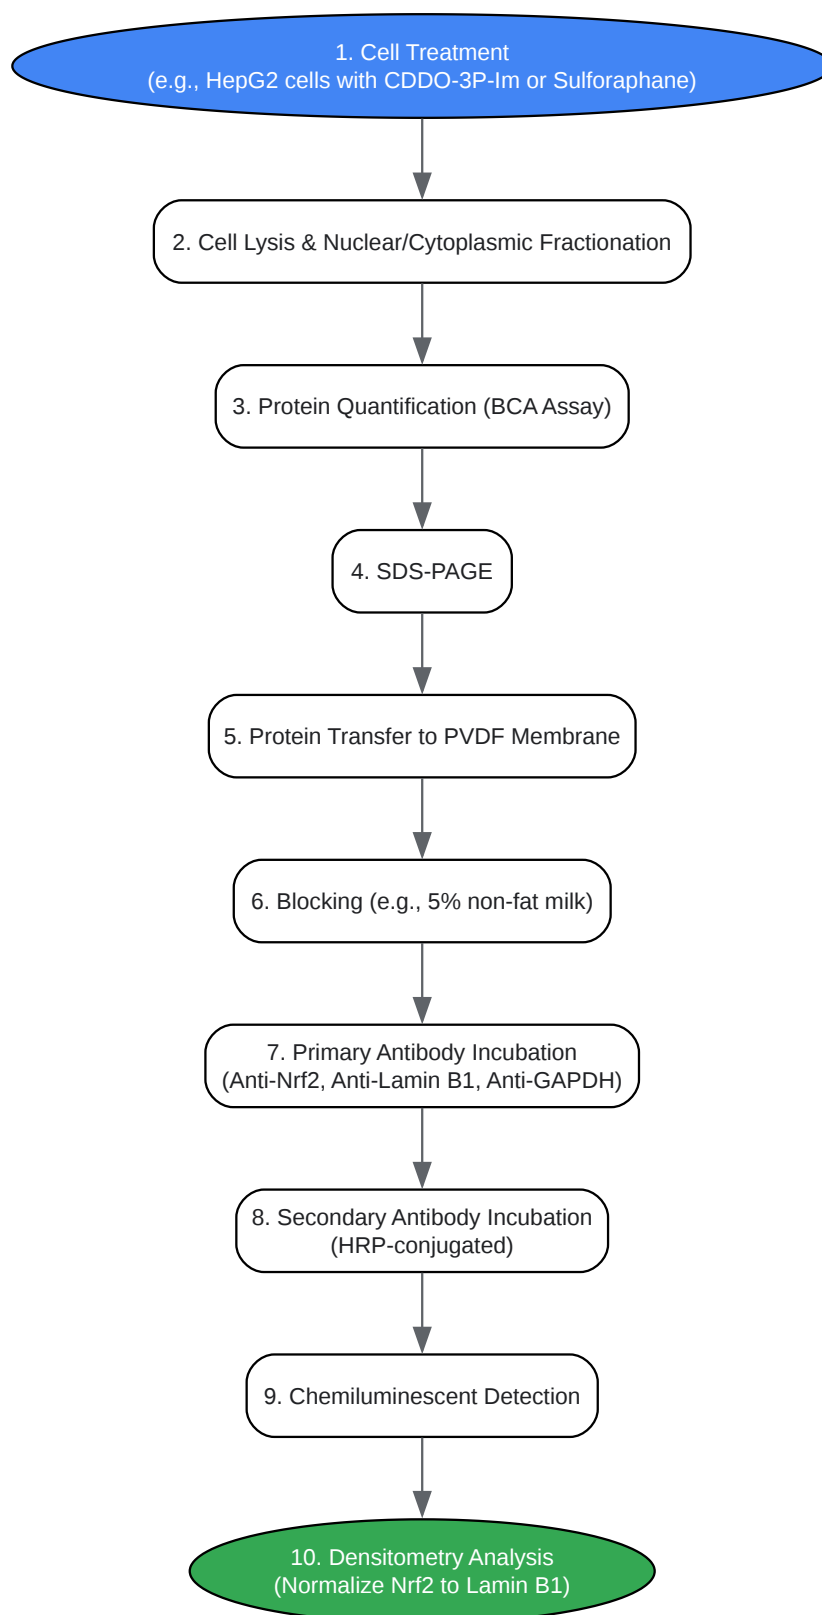 1. Cell Treatment
(e.g., HepG2 cells with CDDO-3P-Im or Sulforaphane)
2. Cell Lysis & Nuclear/Cytoplasmic Fractionation
3. Protein Quantification (BCA Assay)
4. SDS-PAGE
5. Protein Transfer to PVDF Membrane
6. Blocking (e.g., 5% non-fat milk)
7. Primary Antibody Incubation
(Anti-Nrf2, Anti-Lamin B1, Anti-GAPDH)
8. Secondary Antibody Incubation
(HRP-conjugated)
9. Chemiluminescent Detection
10. Densitometry Analysis
(Normalize Nrf2 to Lamin B1)